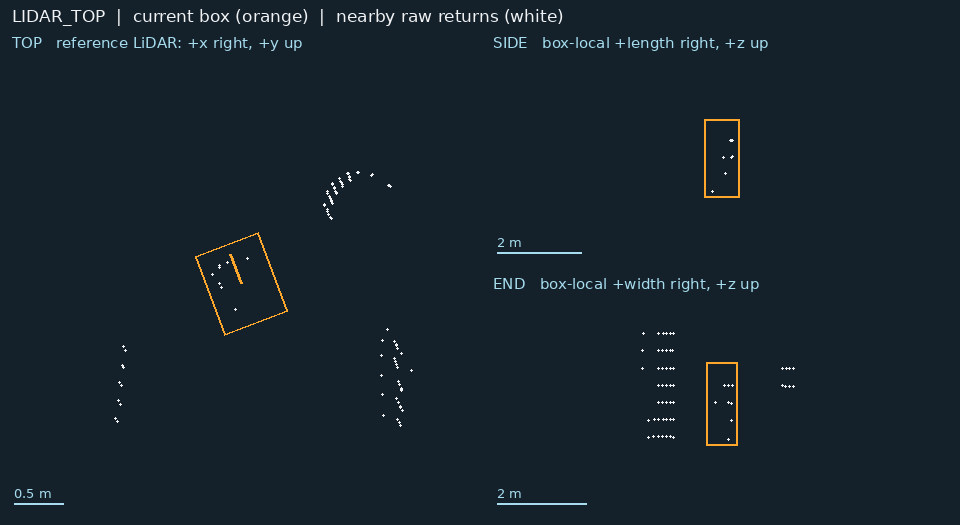 LIDAR_TOP | current box (orange) | nearby raw returns (white)
TOP reference LiDAR: +x right, +y up
SIDE box-local +length right, +z up
2 m
END box-local +width right, +z up
0.5 m
2 m